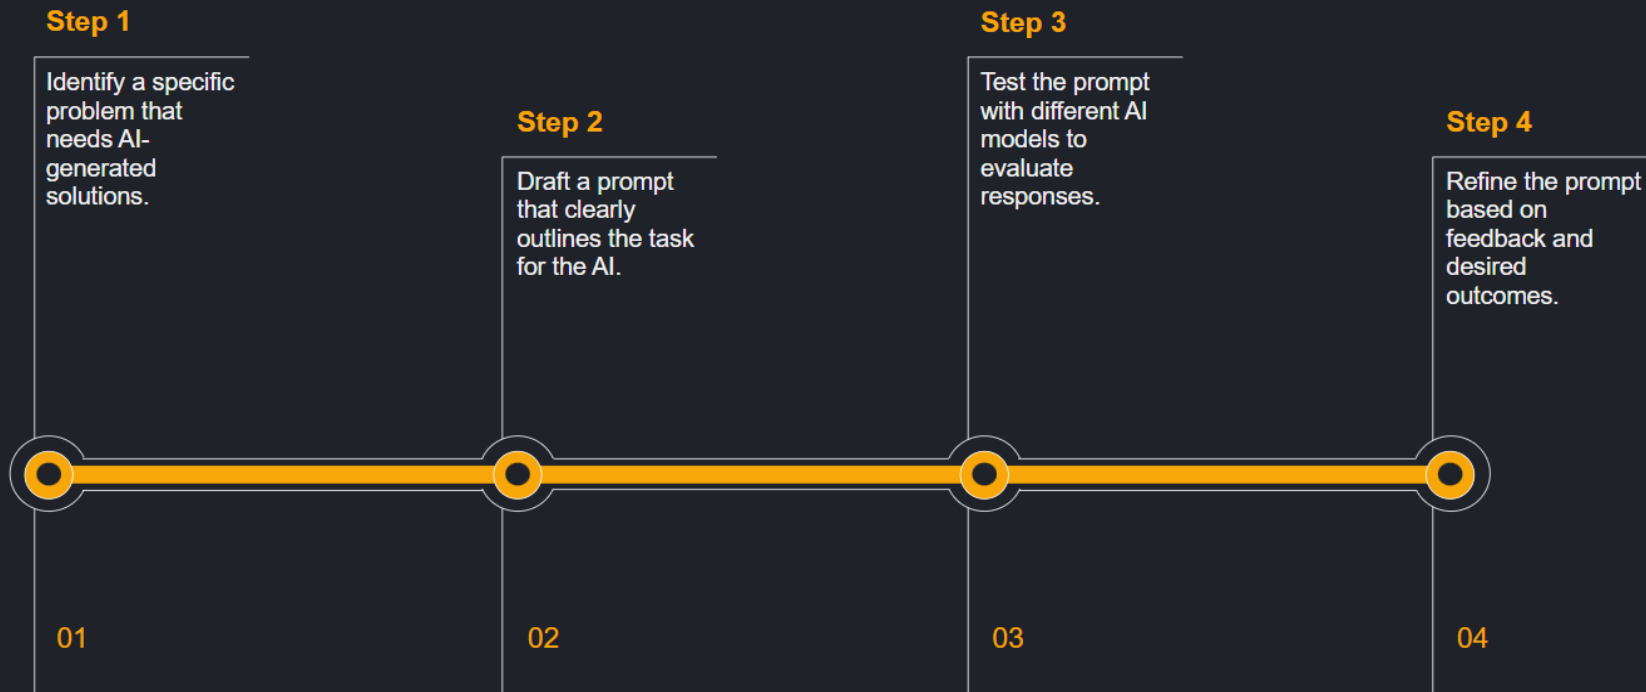 Step 1
Identify a specific
problem that
needs AI-
generated
solutions.
Step 2
Draft a prompt
that clearly
outlines the task
for the AI.
Step 3
Test the prompt
with different AI
models to
evaluate
responses.
Step 4
Refine the prompt
based on
feedback and
desired
outcomes.
01
02
03
04